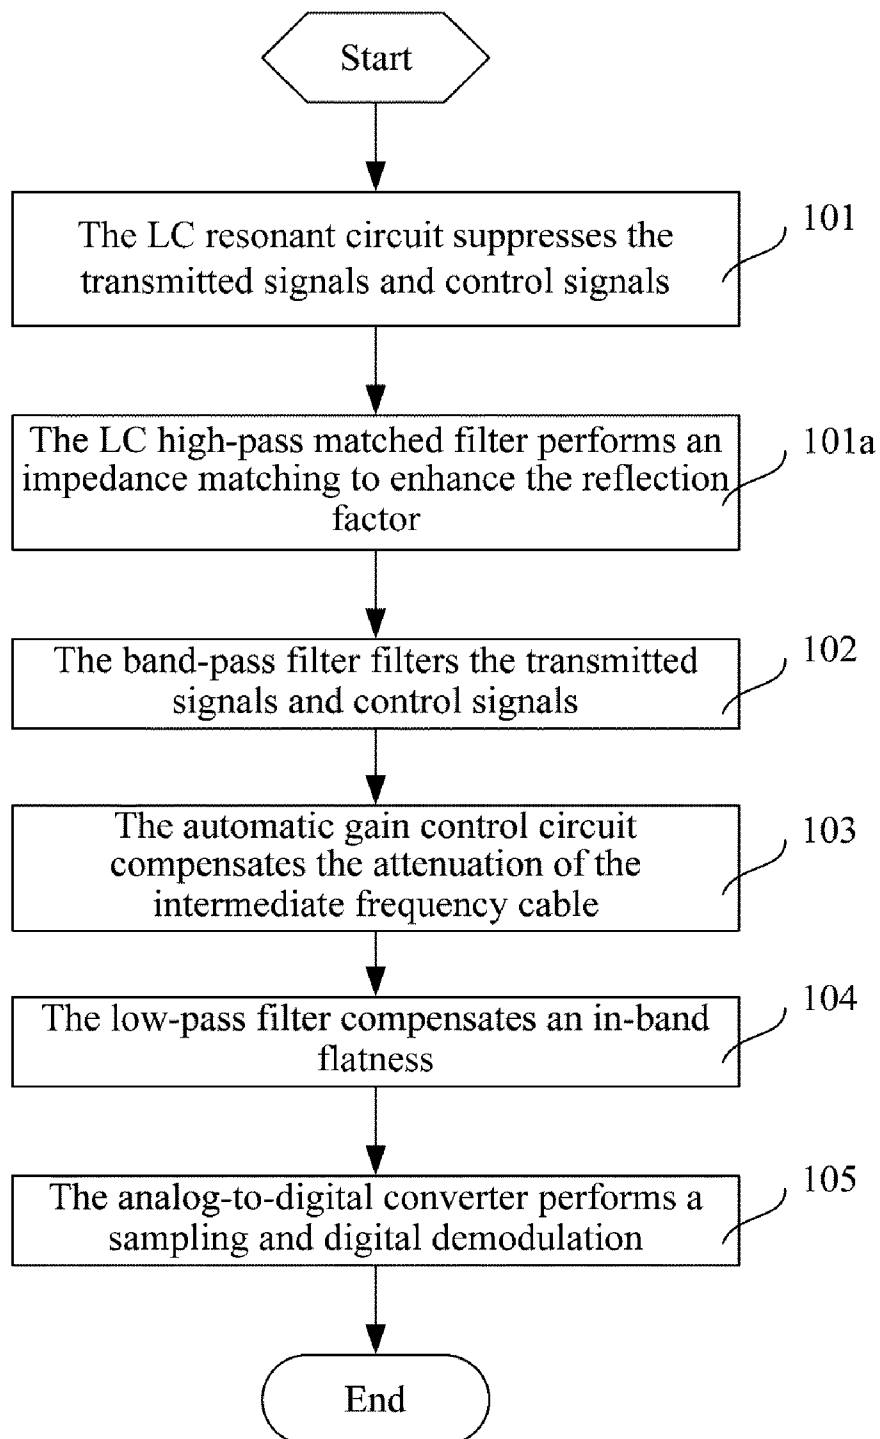 Start
The LC resonant circuit suppresses the
transmitted signals and control signals
101
The LC high-pass matched filter performs an
impedance matching to enhance the reflection
factor
101a
The band-pass filter filters the transmitted
signals and control signals
102
The automatic gain control circuit
compensates the attenuation of the
intermediate frequency cable
103
The low-pass filter compensates an in-band
flatness
104
The analog-to-digital converter performs a
sampling and digital demodulation
105
End